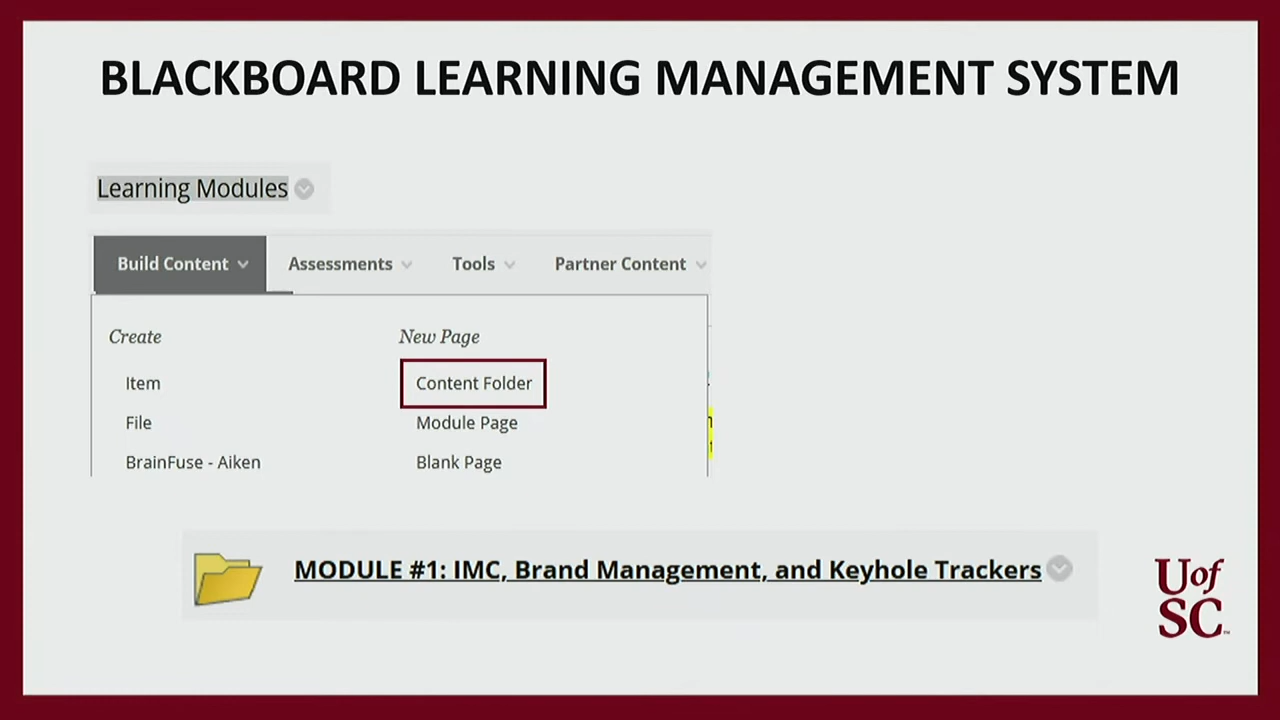 BLACKBOARD LEARNING MANAGEMENT SYSTEM
Learning Modules
Build Content Assessments Tools Partner Content
Create New Page
Item Content Folder
File Module Page
BrainFuse - Aiken Blank Page
MODULE #1: IMC, Brand Management, and Keyhole Trackers
UofSC